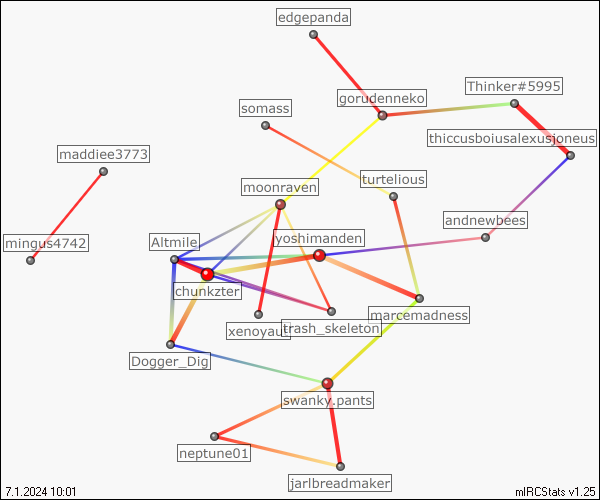 edgepanda
Thinker#5995
gorudenneko
somass
thiccusboiusalexusjoneus
maddiee3773
turtelious
moonraven
andnewbees
mingus4742
Altmile
yoshimanden
chunkzter
marcemadness
trash_skeleton
Dogger_Dig
swanky.pants
neptune01
jarlbreadmaker
7.1.2024 10:01
mIRCStats v1.25